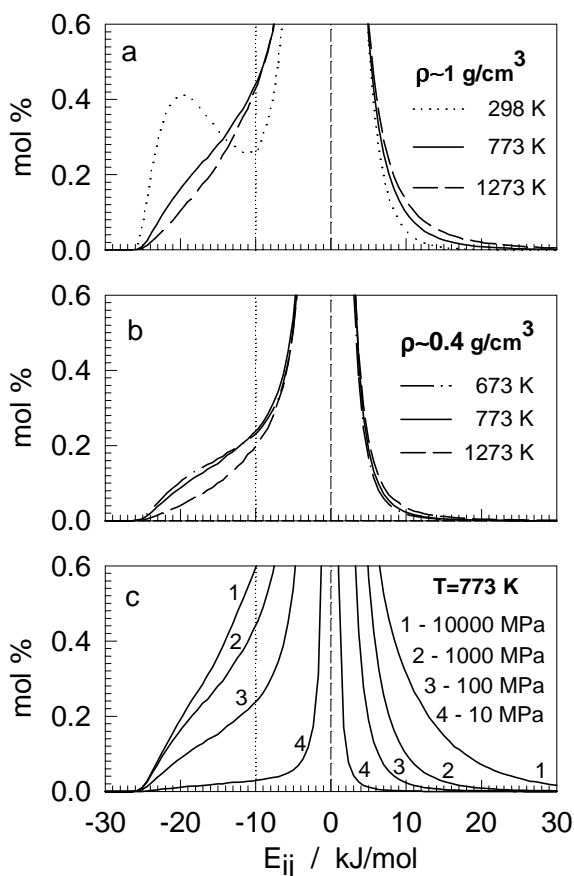 0.6
a
ρ~1 g/cm³
298 K
773 K
1273 K
0.4
0.2
0.0
mol %
0.6
b
ρ~0.4 g/cm³
673 K
773 K
1273 K
0.4
0.2
0.0
mol %
0.6
c
T=773 K
1 - 10000 MPa
2 - 1000 MPa
3 - 100 MPa
4 - 10 MPa
1
2
3
4
4
3
2
1
0.4
0.2
0.0
mol %
-30 -20 -10 0 10 20 30
E_ij / kJ/mol